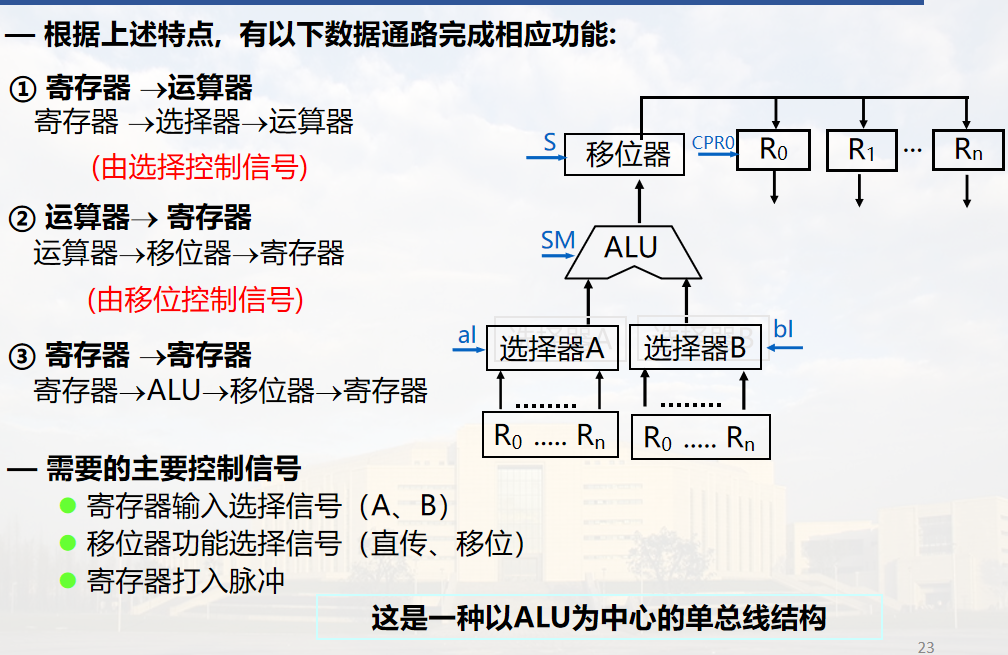 — 根据上述特点, 有以下数据通路完成相应功能:
① 寄存器 →运算器
寄存器 →选择器→运算器
(由选择控制信号)
② 运算器→ 寄存器
运算器→移位器→寄存器
(由移位控制信号)
③ 寄存器 →寄存器
寄存器→ALU→移位器→寄存器
— 需要的主要控制信号
寄存器输入选择信号（A、B）
移位器功能选择信号（直传、移位）
寄存器打入脉冲
这是一种以ALU为中心的单总线结构
S
移位器
CPR0
R0
R1
...
Rn
SM
ALU
aI
选择器A
选择器B
bI
R0 ..... Rn
R0 ..... Rn
23